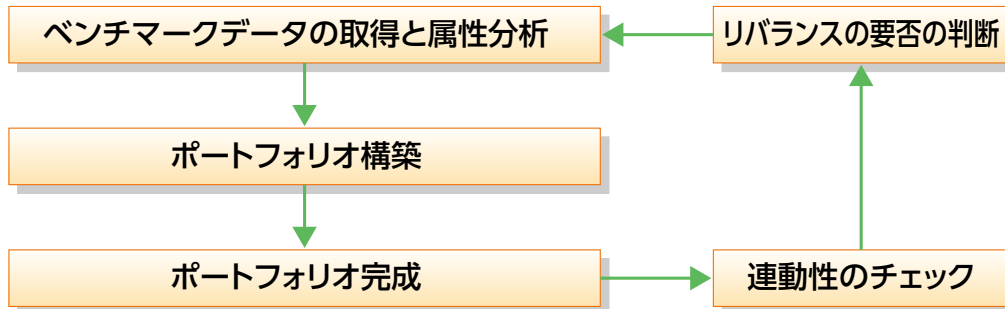 ベンチマークデータの取得と属性分析
リバランスの要否の判断
ポートフォリオ構築
ポートフォリオ完成
連動性のチェック